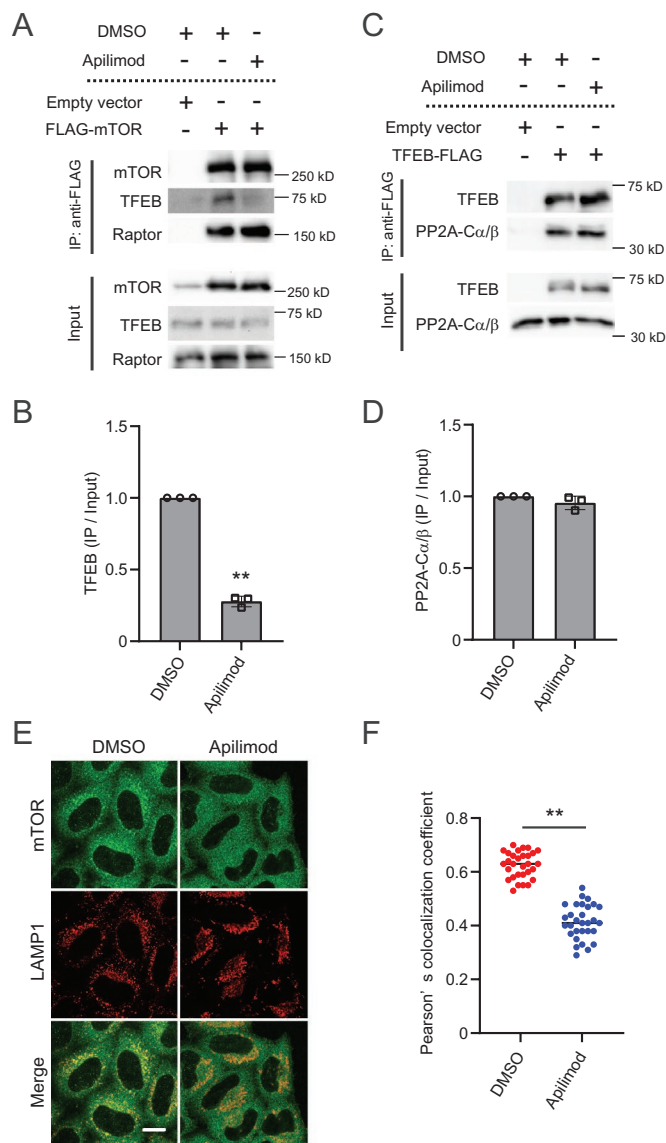 A
DMSO + + -
Apilimod - - +
Empty vector + - -
FLAG-mTOR - + +
IP: anti-FLAG
mTOR
250 kD
TFEB
75 kD
Raptor
150 kD
Input
mTOR
250 kD
TFEB
75 kD
Raptor
150 kD
C
DMSO + + -
Apilimod - - +
Empty vector + - -
TFEB-FLAG - + +
IP: anti-FLAG
75 kD
TFEB
PP2A-Cα/β
30 kD
Input
75 kD
TFEB
PP2A-Cα/β
30 kD
B
TFEB (IP / Input)
1.5
1.0
0.5
0
**
DMSO
Apilimod
D
PP2A-Cα/β (IP / Input)
1.5
1.0
0.5
0
DMSO
Apilimod
E
DMSO Apilimod
mTOR
LAMP1
Merge
F
Pearson' s colocalization coefficient
0.8
0.6
0.4
0.2
0
**
DMSO
Apilimod